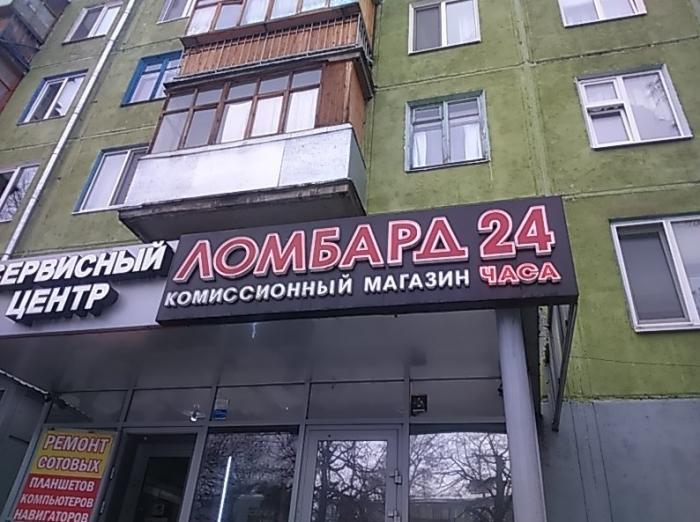 СЕРВИСНЫЙ
ЦЕНТР
ЛОМБАРД 24
КОМИССИОННЫЙ МАГАЗИН ЧАСА
РЕМОНТ
СОТОВЫХ
ПЛАНШЕТОВ
КОМПЬЮТЕРОВ
НАВИГАТОРОВ